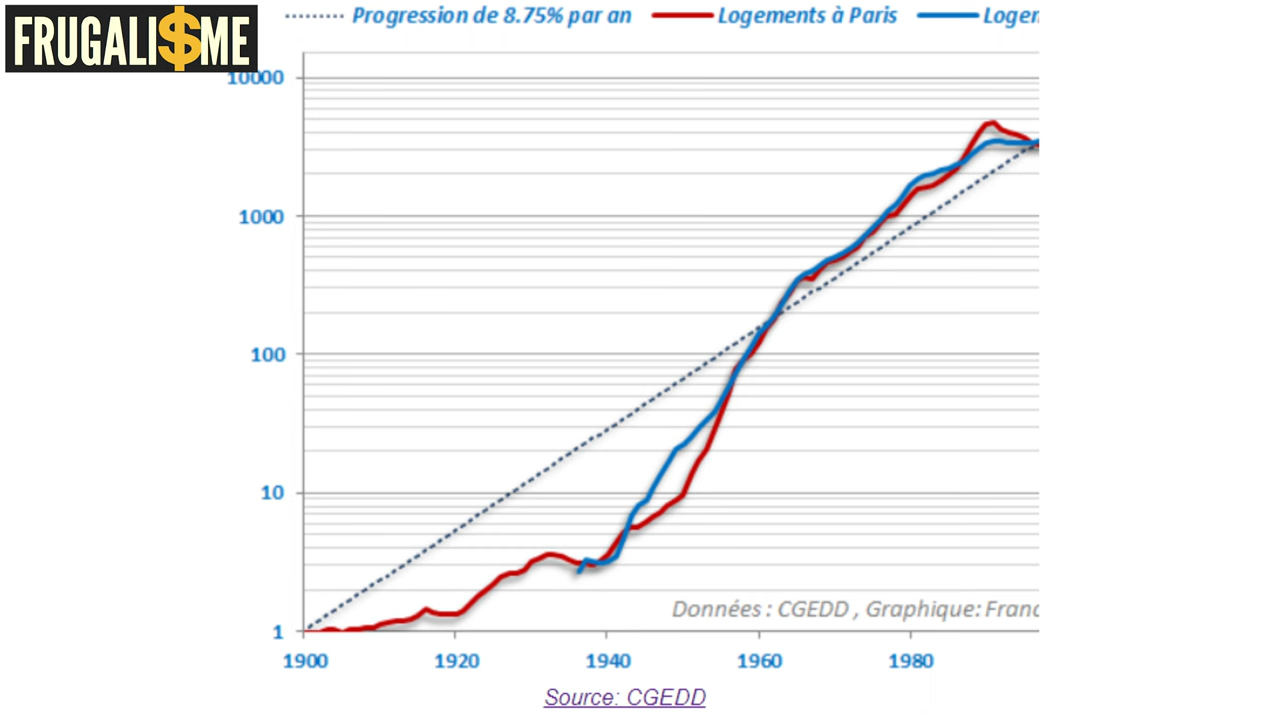 FRUGALI$ME
Progression de 8.75% par an Logements à Paris Logen
10000
1000
100
10
1
Données : CGEDD , Graphique: Franc
1900 1920 1940 1960 1980
Source: CGEDD